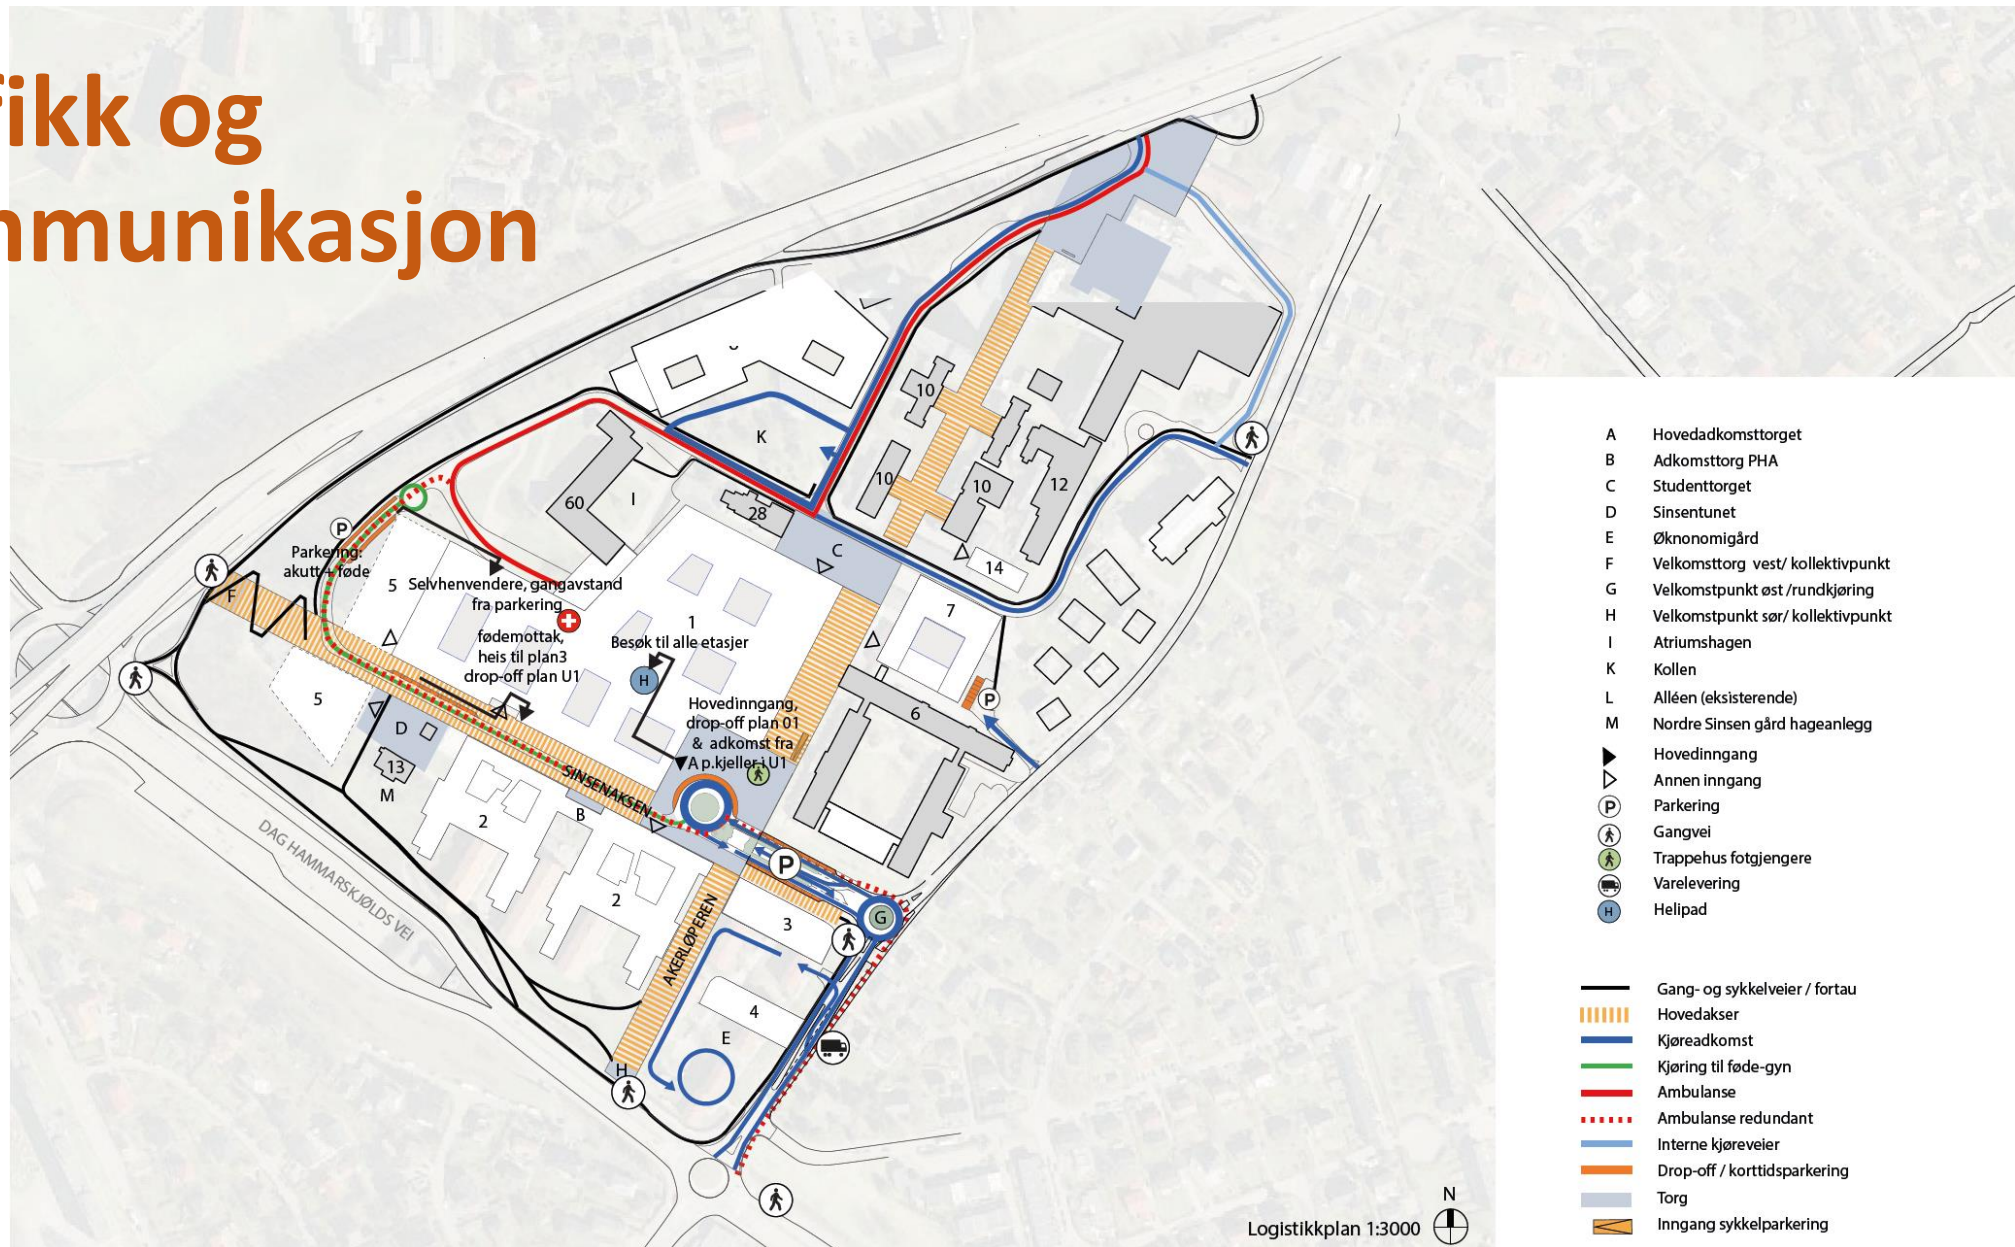 fikk og
mmunikasjon
10
10
10
12
14
K
60
I
28
C
7
P
Parkering:
akutt + føde
5
Selvhenvendere, gangavstand
fra parkering
F
1
Besøk til alle etasjer
fødemottak,
heis til plan3
drop-off plan U1
H
Hovedinngang,
drop-off plan 01
& adkomst fra
A p.kjeller i U1
6
P
5
D
13
M
SINSENAKSEN
B
2
2
P
G
3
AKERLØPEREN
4
E
H
DAG HAMMARSKJØLDS VEI
A Hovedadkomsttorget
B Adkomsttorg PHA
C Studenttorget
D Sinsentunet
E Øknonomigård
F Velkomsttorg vest/ kollektivpunkt
G Velkomstpunkt øst /rundkjøring
H Velkomstpunkt sør/ kollektivpunkt
I Atriumshagen
K Kollen
L Alléen (eksisterende)
M Nordre Sinsen gård hageanlegg
Hovedinngang
Annen inngang
P Parkering
Gangvei
Trappehus fotgjengere
Varelevering
H Helipad
Gang- og sykkelveier / fortau
Hovedakser
Kjøreadkomst
Kjøring til føde-gyn
Ambulanse
Ambulanse redundant
Interne kjøreveier
Drop-off / korttidsparkering
Torg
Inngang sykkelparkering
N
Logistikkplan 1:3000